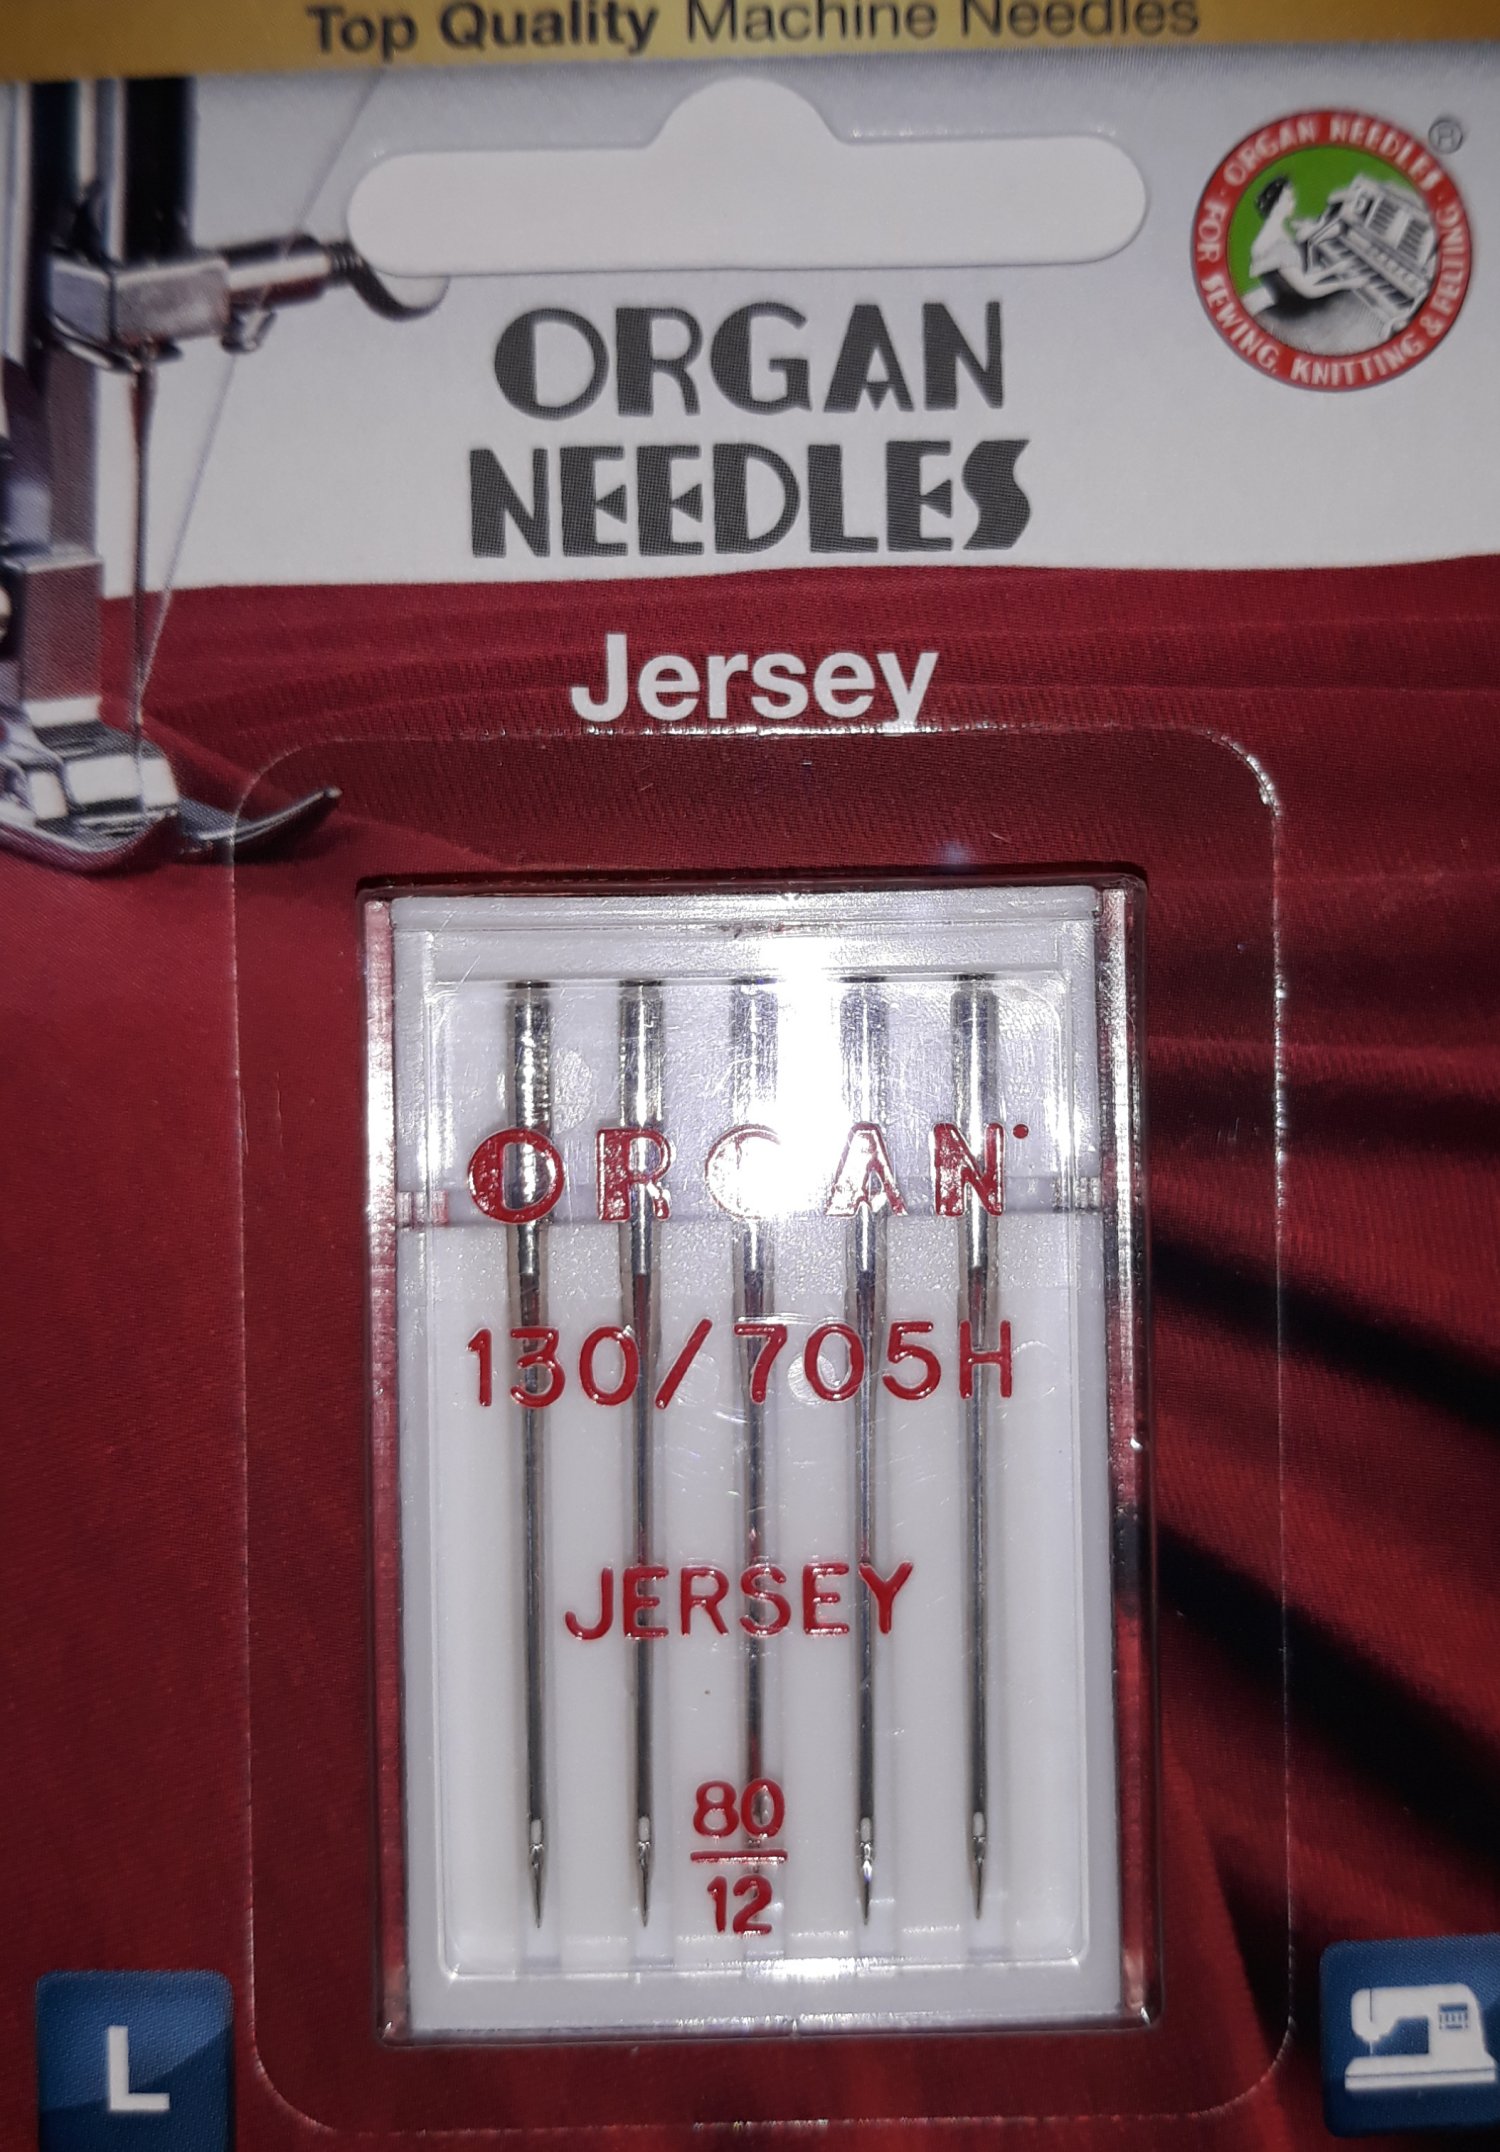 Top Quality Machine Needles
ORGAN NEEDLES
FOR SEWING, KNITTING & FELTING
®
ORGAN
NEEDLES
Jersey
ORGAN
130/705H
JERSEY
80
12
L